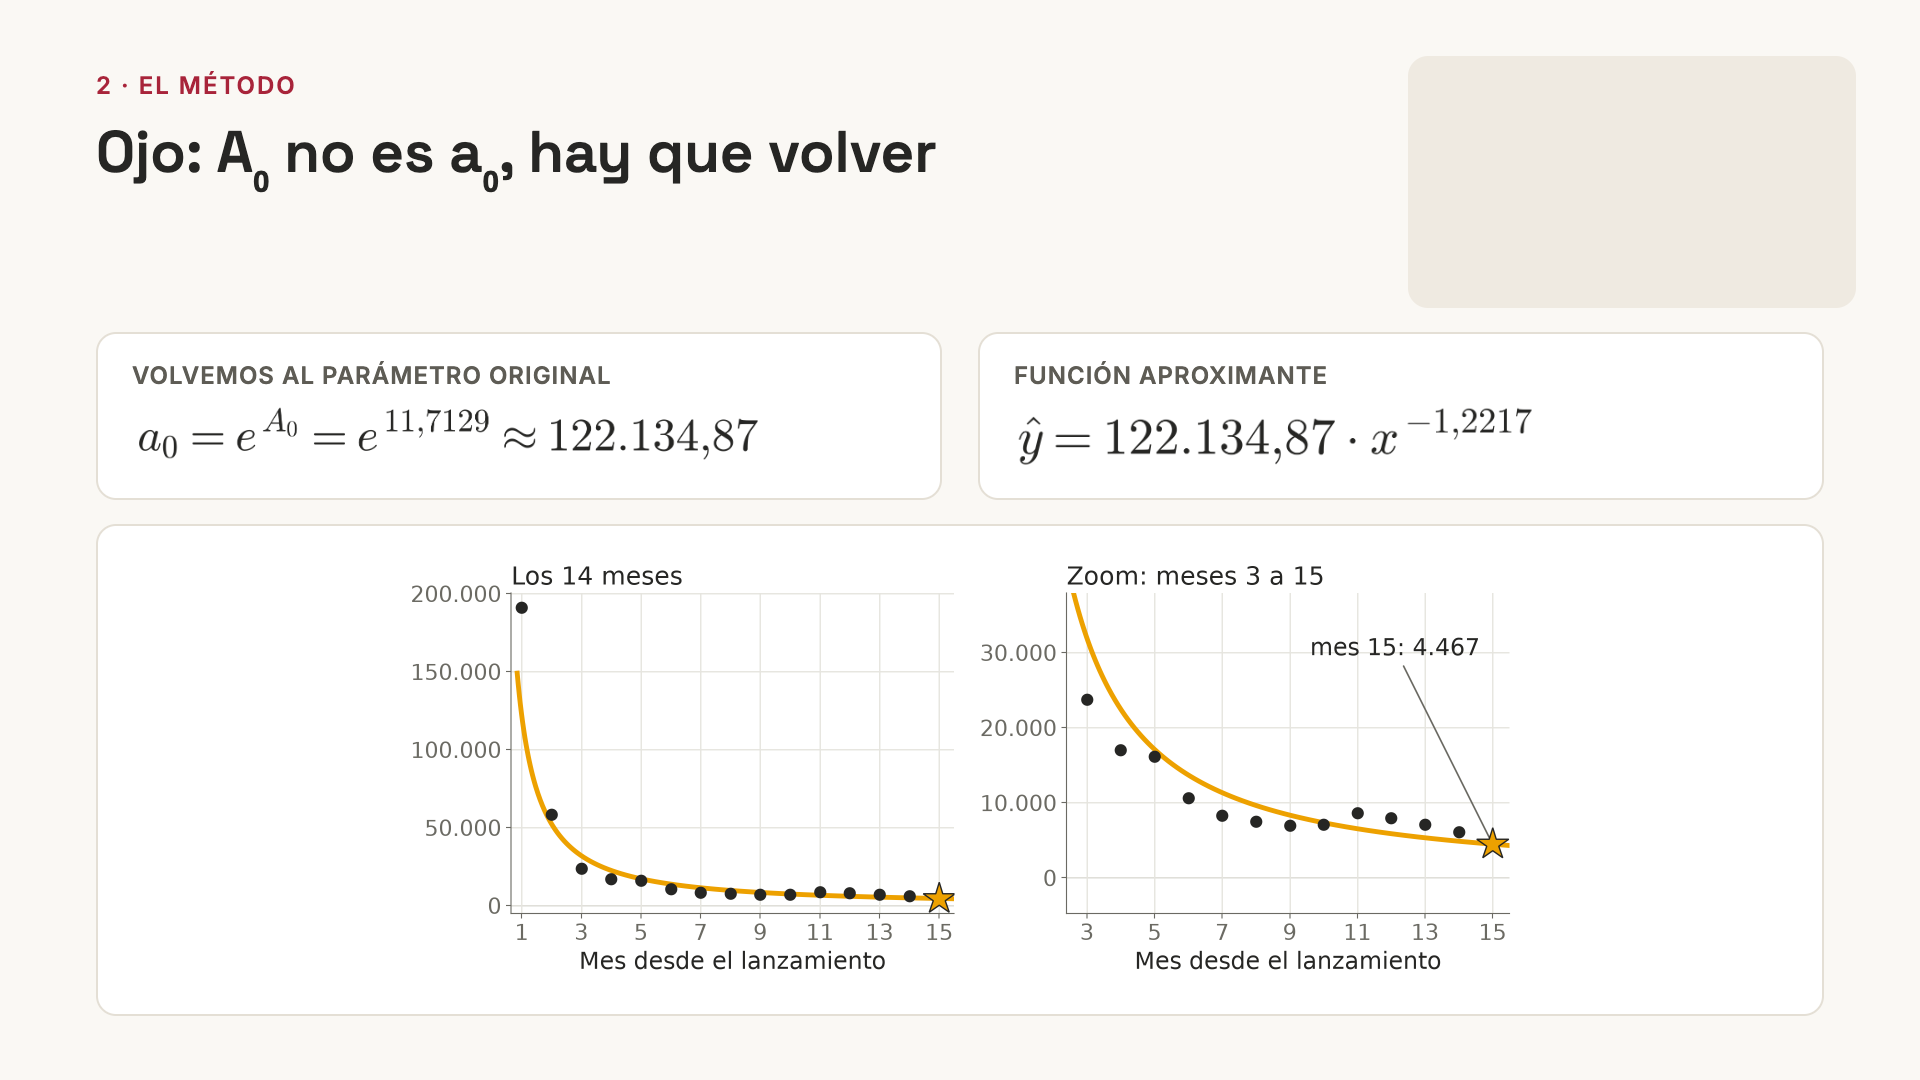 2 · EL MÉTODO
Ojo: A₀ no es a₀, hay que volver
VOLVEMOS AL PARÁMETRO ORIGINAL
a₀ = e^{A₀} = e^{11,7129} ≈ 122.134,87
FUNCIÓN APROXIMANTE
ŷ = 122.134,87 · x^{−1,2217}
Los 14 meses
200.000
150.000
100.000
50.000
0
1 3 5 7 9 11 13 15
Mes desde el lanzamiento
Zoom: meses 3 a 15
mes 15: 4.467
30.000
20.000
10.000
0
3 5 7 9 11 13 15
Mes desde el lanzamiento